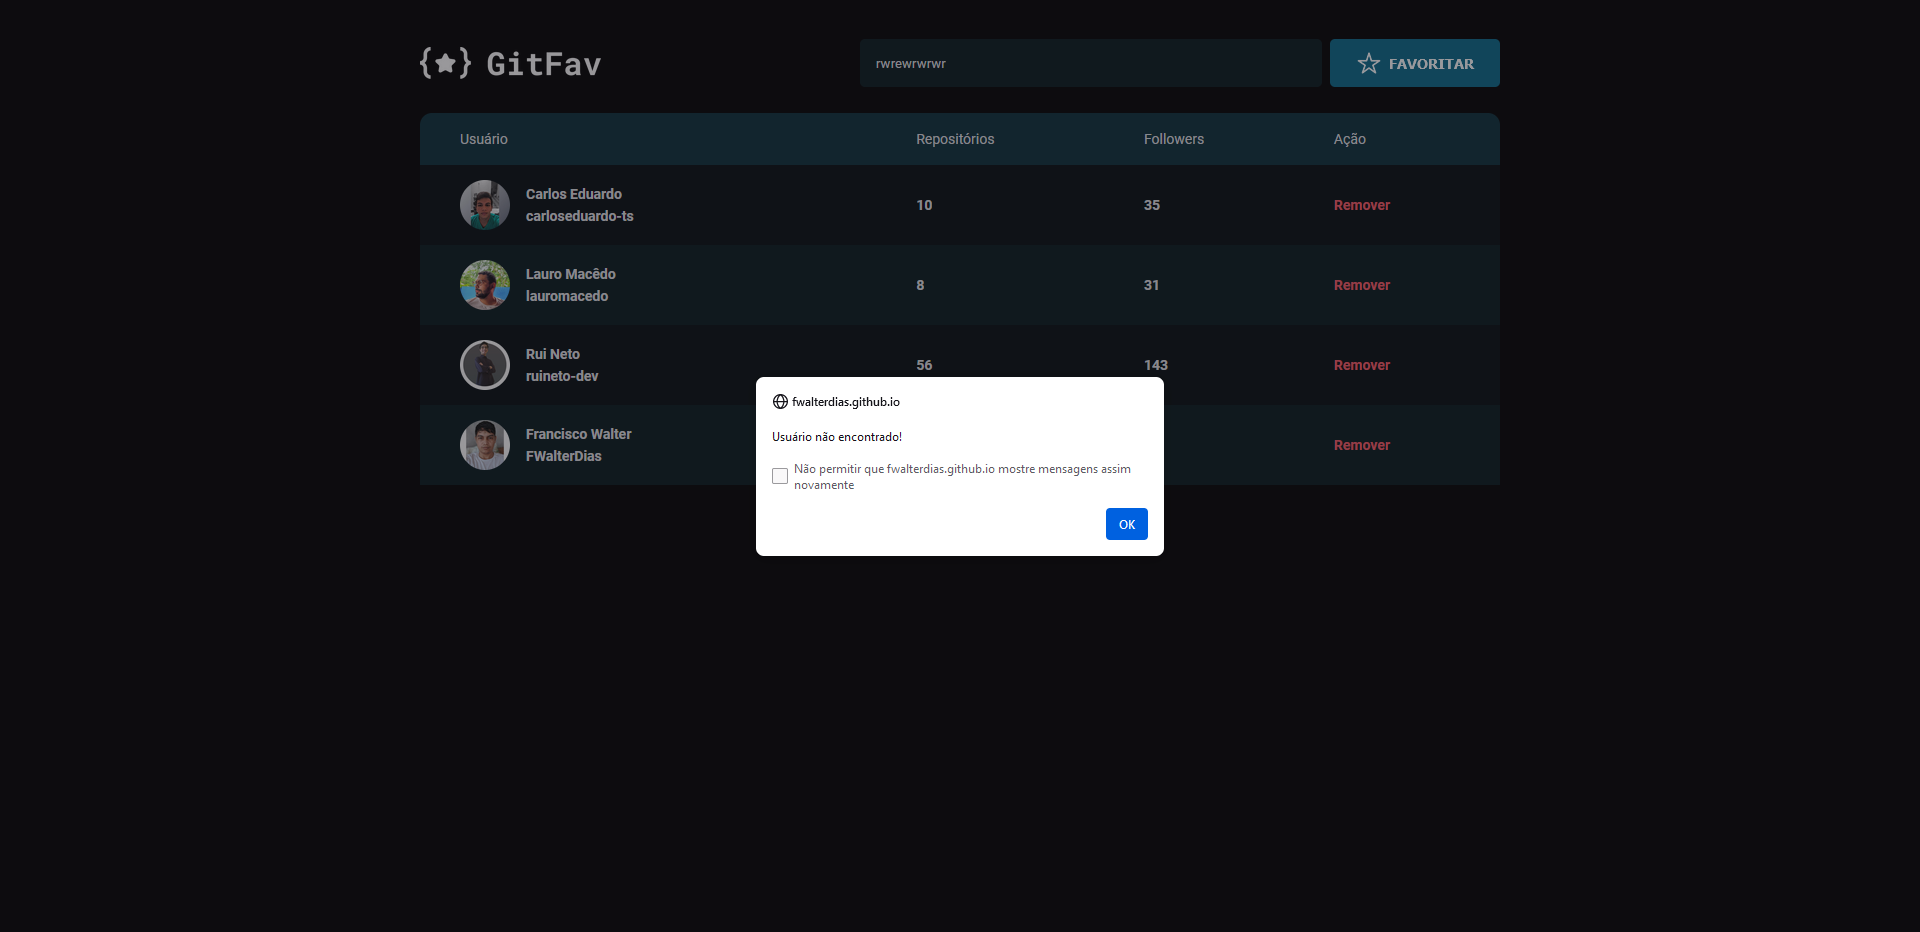 GitFav
rwrewrwrwr
FAVORITAR
Usuário Repositórios Followers Ação
Carlos Eduardo
carloseduardo-ts
10 35 Remover
Lauro Macêdo
lauromacedo
8 31 Remover
Rui Neto
ruineto-dev
56 143 Remover
Francisco Walter
FWalterDias
Remover
fwalterdias.github.io
Usuário não encontrado!
Não permitir que fwalterdias.github.io mostre mensagens assim
novamente
OK